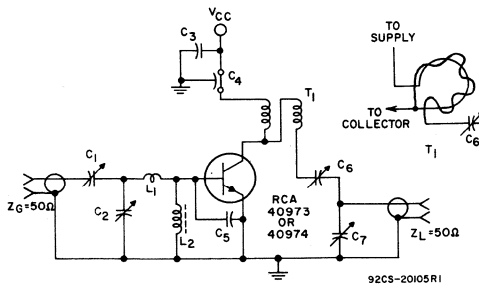 VCC
C3
C4
T1
TO
SUPPLY
TO
COLLECTOR
C6
T1
C1
L1
C6
ZG=50Ω
C2
L2
C5
RCA
40973
OR
40974
C7
ZL=50Ω
92CS-20105R1